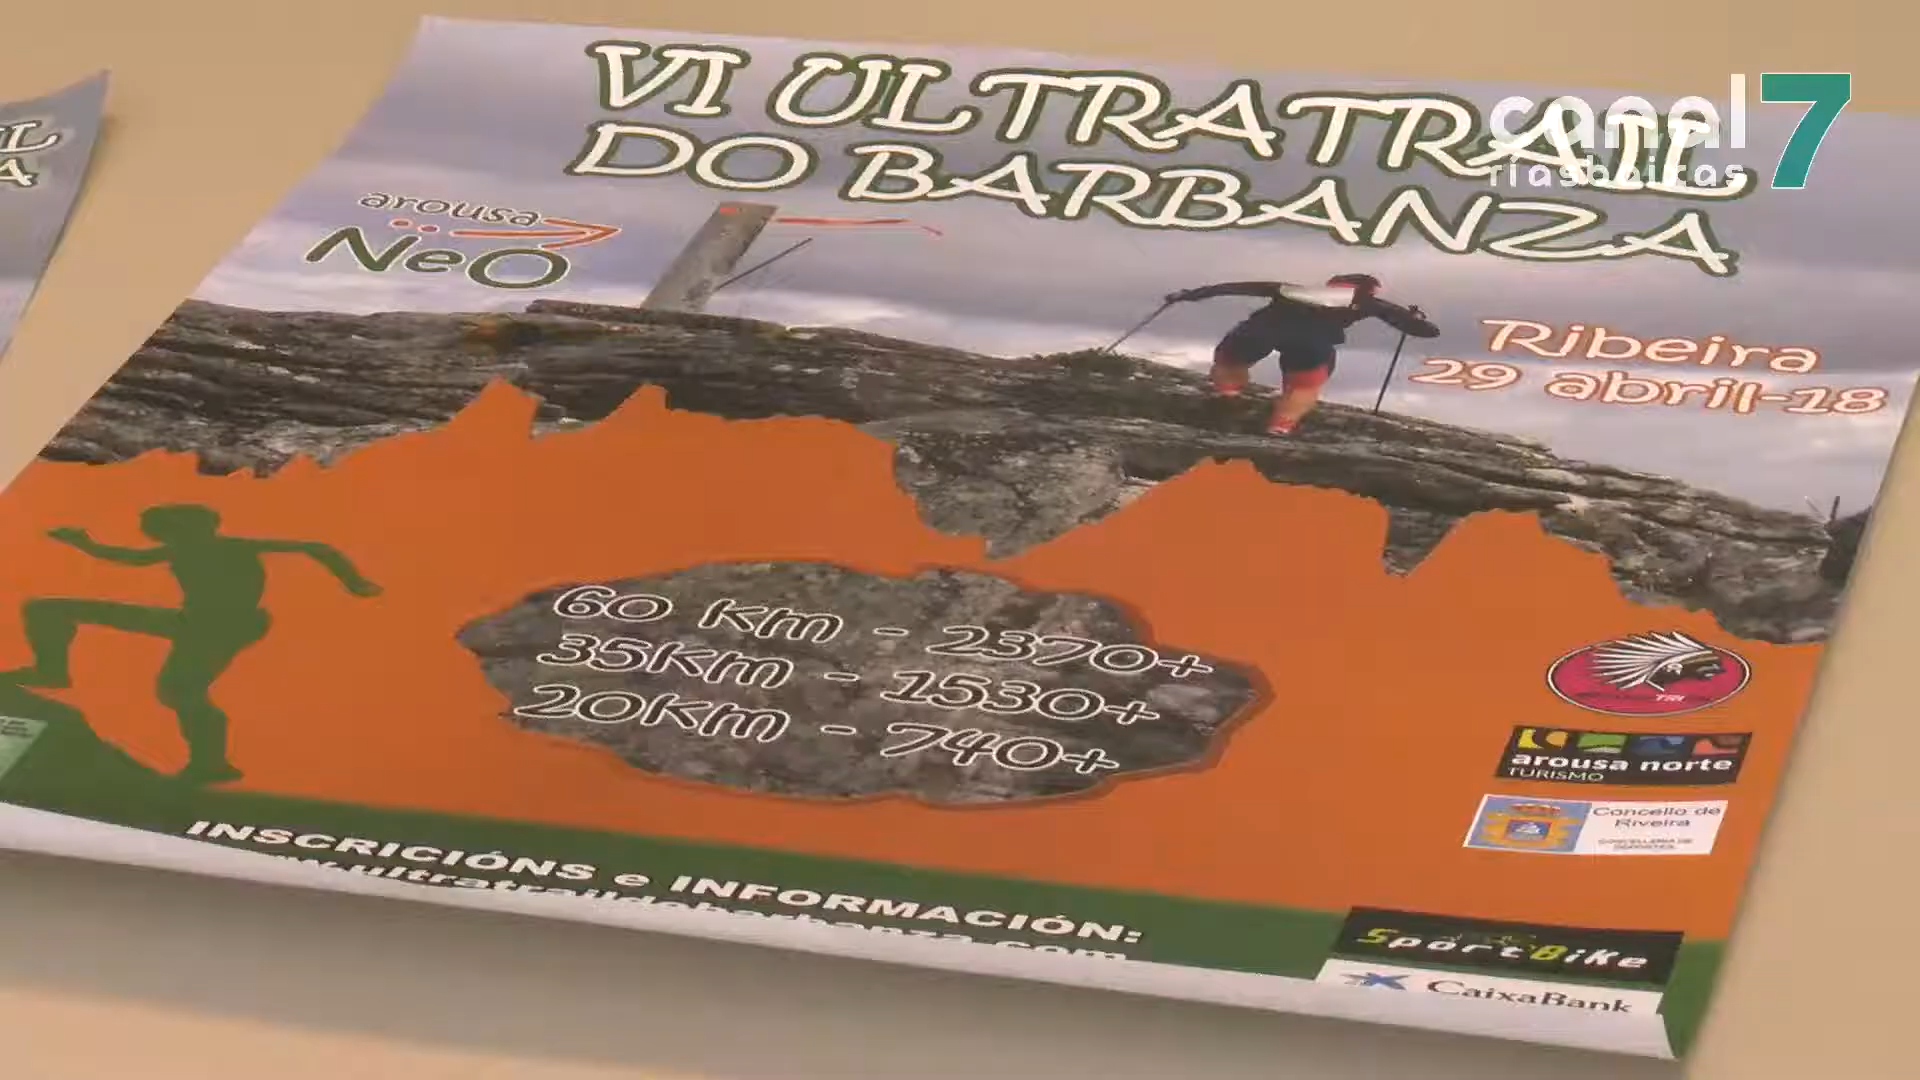 VI ULTRATRAIL
DO BARBANZA
canal 7
riasbaixas
arousa
NeO
Ribeira
29 abril-18
60 km - 2370+
35km - 1530+
20km - 740+
TRI
arousa norte
TURISMO
Concello de
Riveira
INSCRICIÓNS e INFORMACIÓN:
SportBike
CaixaBank